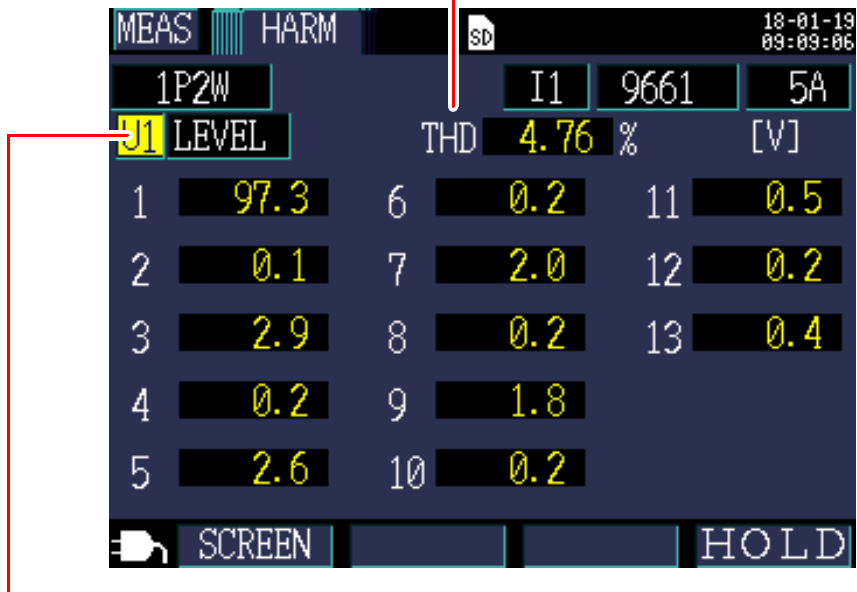 MEAS HARM SD 18-01-19
09:09:06
1P2W I1 9661 5A
U1 LEVEL THD 4.76 % [V]
1 97.3 6 0.2 11 0.5
2 0.1 7 2.0 12 0.2
3 2.9 8 0.2 13 0.4
4 0.2 9 1.8
5 2.6 10 0.2
SCREEN HOLD